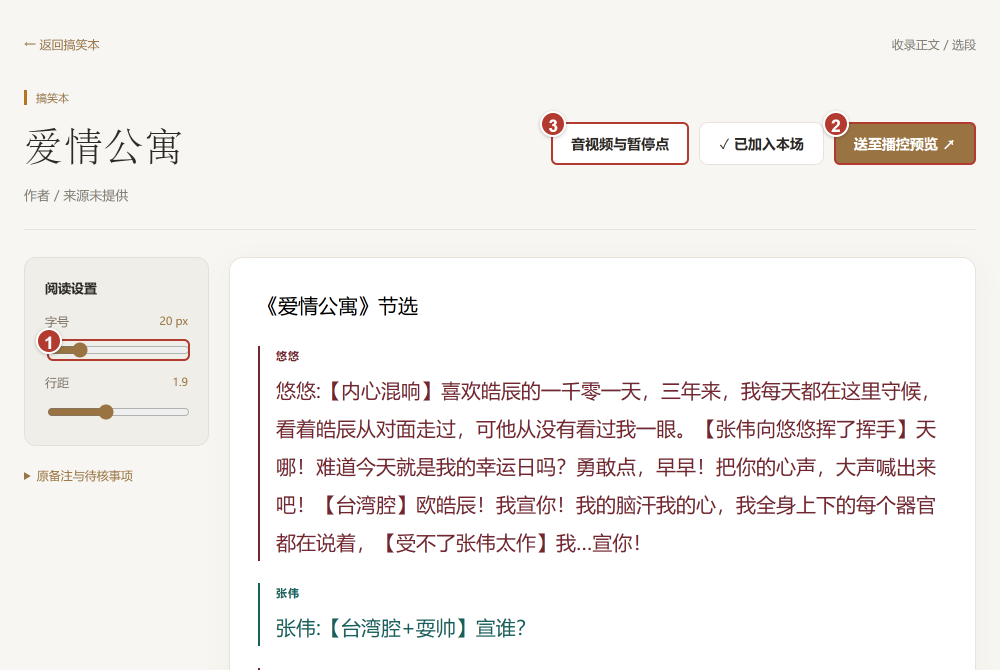 ← 返回搞笑本
收录正文 / 选段
搞笑本
爱情公寓
作者 / 来源未提供
3
音视频与暂停点
✓ 已加入本场
2
送至播控预览 ↗
阅读设置
字号
20 px
1
行距
1.9
▶ 原备注与待核事项
《爱情公寓》节选
悠悠
悠悠:【内心混响】喜欢皓辰的一千零一天，三年来，我每天都在这里守候，
看着皓辰从对面走过，可他从没有看过我一眼。【张伟向悠悠挥了挥手】天
哪！难道今天就是我的幸运日吗？勇敢点，早早！把你的心声，大声喊出来
吧！【台湾腔】欧皓辰！我宣你！我的脑汗我的心，我全身上下的每个器官
都在说着，【受不了张伟太作】我...宣你！
张伟
张伟:【台湾腔+耍帅】宣谁？